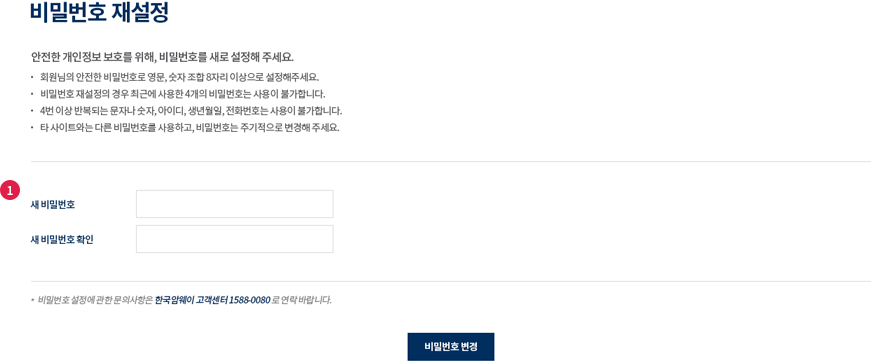 비밀번호 재설정
안전한 개인정보 보호를 위해, 비밀번호를 새로 설정해 주세요.
· 회원님의 안전한 비밀번호로 영문, 숫자 조합 8자리 이상으로 설정해주세요.
· 비밀번호 재설정의 경우 최근에 사용한 4개의 비밀번호는 사용이 불가합니다.
· 4번 이상 반복되는 문자나 숫자, 아이디, 생년월일, 전화번호는 사용이 불가합니다.
· 타 사이트와는 다른 비밀번호를 사용하고, 비밀번호는 주기적으로 변경해 주세요.
1
새 비밀번호
새 비밀번호 확인
* 비밀번호 설정에 관한 문의사항은 한국암웨이 고객센터 1588-0080 로 연락 바랍니다.
비밀번호 변경